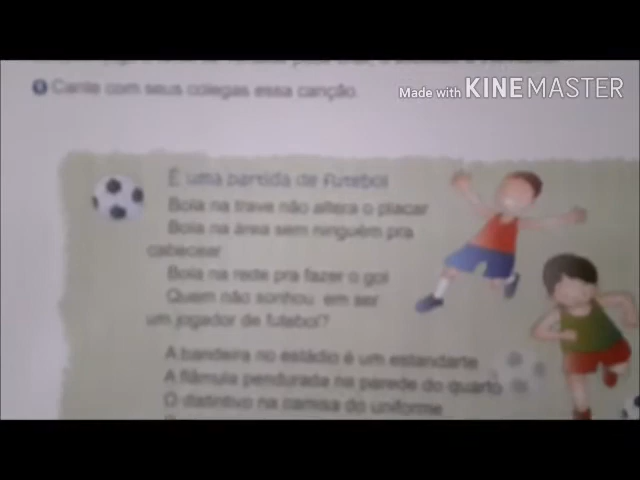 Made with KINEMASTER
Cante com seus colegas essa canção.
É uma partida de futebol
Bola na trave não altera o placar
Bola na área sem ninguém pra
cabecear
Bola na rede pra fazer o gol
Quem não sonhou em ser
um jogador de futebol?
A bandeira no estádio é um estandarte
A flâmula pendurada na parede do quarto
O distintivo na camisa do uniforme